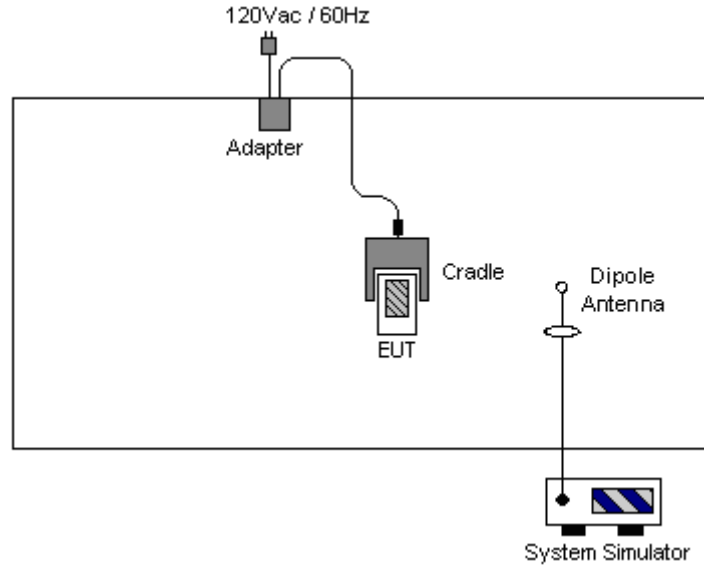 120Vac / 60Hz
Adapter
Cradle
Dipole
Antenna
EUT
System Simulator